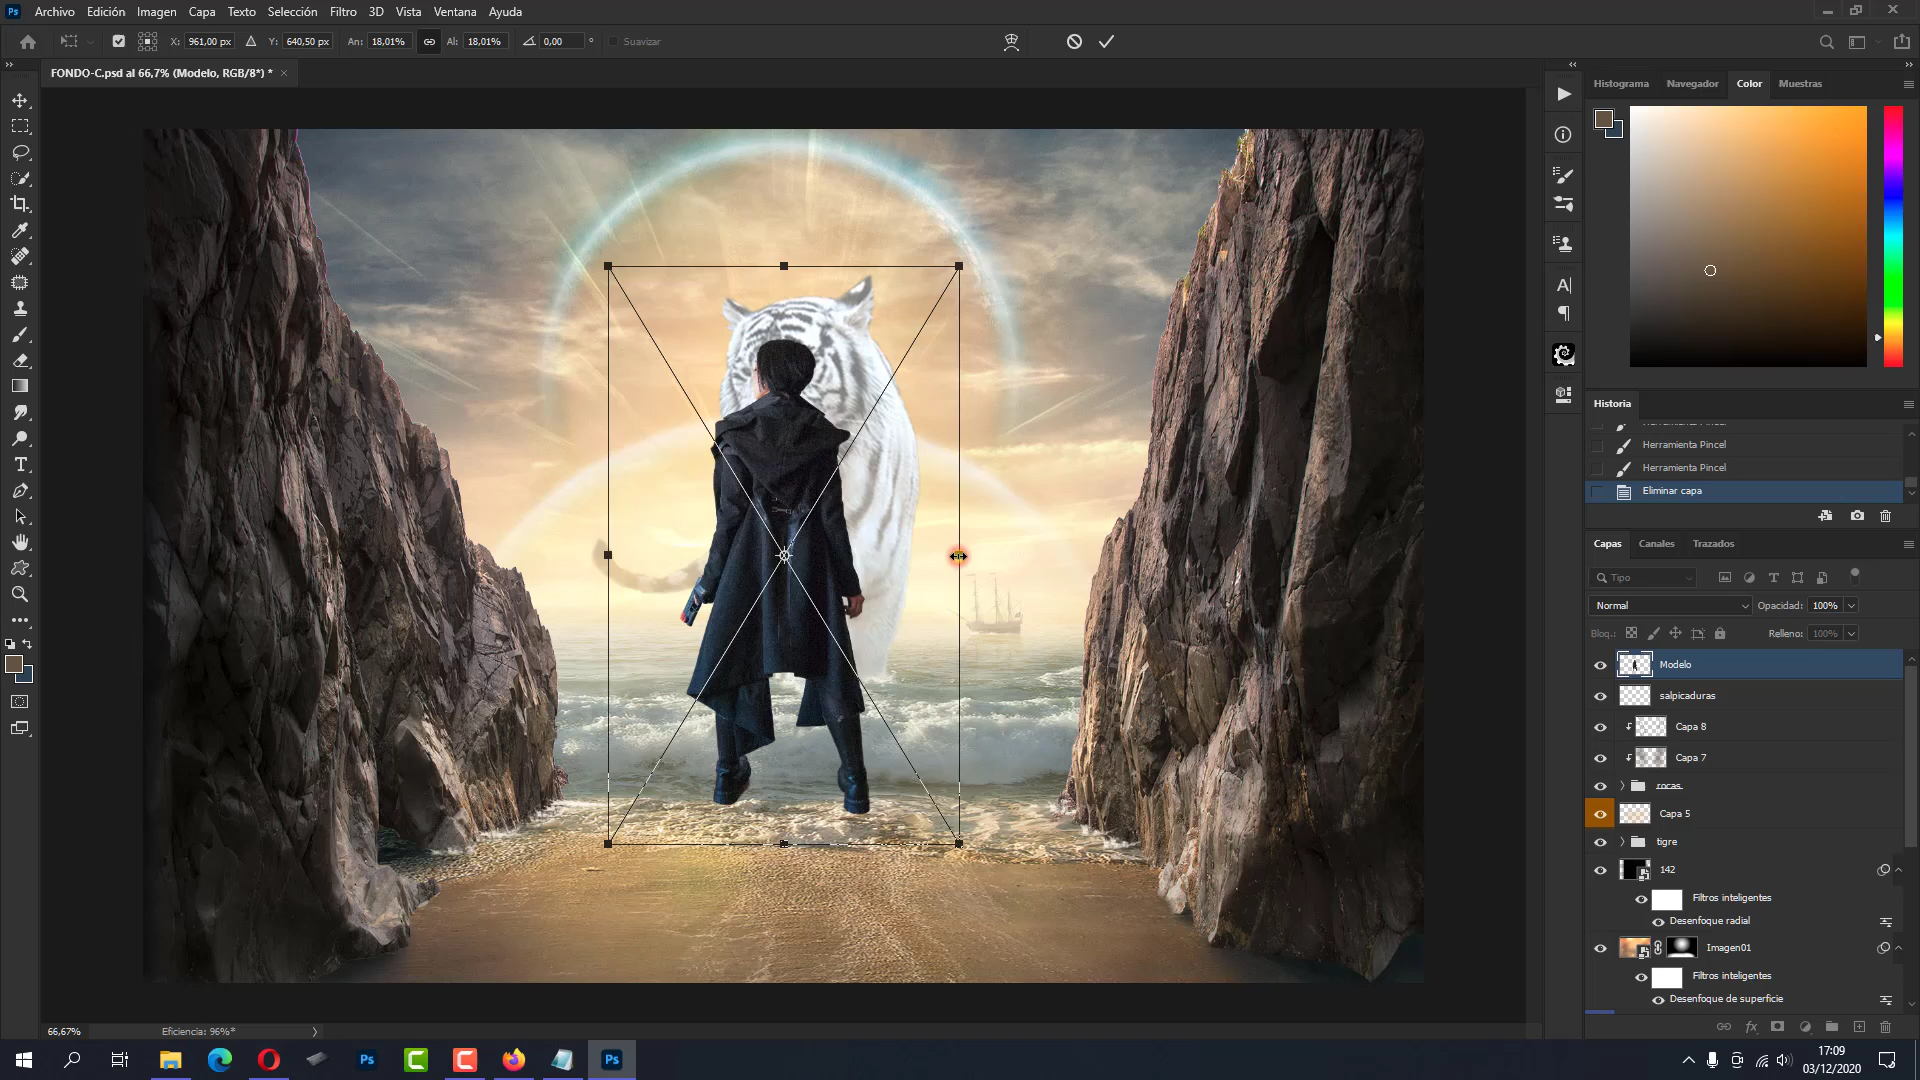 Ps Archivo Edición Imagen Capa Texto Selección Filtro 3D Vista Ventana Ayuda
X: 961,00 px Y: 640,50 px An: 18,01% Al: 18,01% 0,00 ° Suavizar
FONDO-C.psd al 66,7% (Modelo, RGB/8*) * ×
Histograma Navegador Color Muestras
Historia
Herramienta Pincel
Herramienta Pincel
Eliminar capa
Capas Canales Trazados
Tipo
Normal Opacidad: 100%
Bloq.: Relleno: 100%
Modelo
salpicaduras
Capa 8
Capa 7
rocas
Capa 5
tigre
142
Filtros inteligentes
Desenfoque radial
Imagen01
Filtros inteligentes
Desenfoque de superficie
66,67% Eficiencia: 96%*
Ps Ps
17:09
03/12/2020